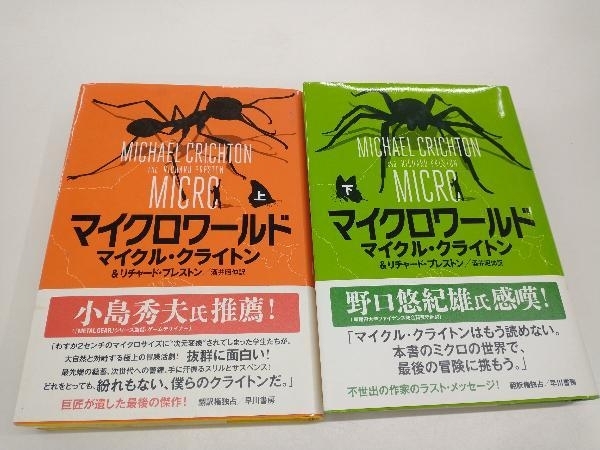 MICHAEL CRICHTON
AND RICHARD PRESTON
MICRO
上
マイクロワールド
マイクル・クライトン
&リチャード・プレストン/酒井昭伸訳
小島秀夫氏推薦!
(「METAL GEAR」シリーズ監督・ゲームデザイナー)
「わずか2センチのマイクロサイズに"次元変換"されてしまった学生たちが、
大自然と対峙する極上の冒険活劇! 抜群に面白い!
最先端の総蓄、次世代への警鐘、手に汗握るスリルとサスペンス!
どれをとっても、紛れもない、僕らのクライトンだ。」
巨匠が遺した最後の傑作! 翻訳権独占/早川書房
MICHAEL CRICHTON
AND RICHARD PRESTON
MICRO
下
マイクロワールド
マイクル・クライトン
&リチャード・プレストン/酒井昭伸訳
野口悠紀雄氏感嘆!
「マイクル・クライトンはもう読めない。
本書のミクロの世界で、
最後の冒険に挑もう。」
不世出の作家のラスト・メッセージ! 翻訳権独占/早川書房